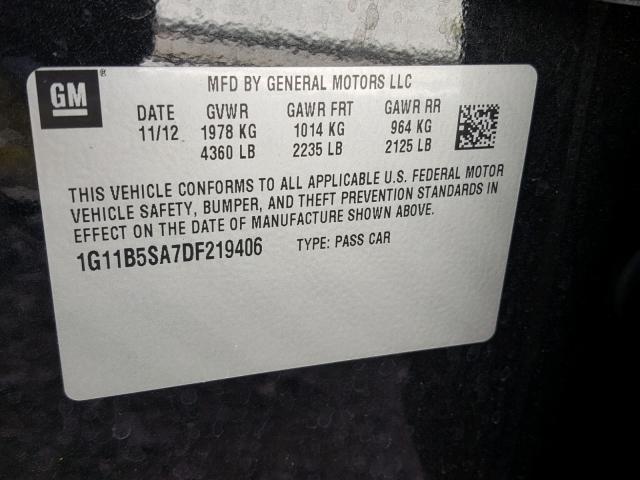 GM ®
MFD BY GENERAL MOTORS LLC
DATE GVWR GAWR FRT GAWR RR
11/12 1978 KG 1014 KG 964 KG
4360 LB 2235 LB 2125 LB
THIS VEHICLE CONFORMS TO ALL APPLICABLE U.S. FEDERAL MOTOR
VEHICLE SAFETY, BUMPER, AND THEFT PREVENTION STANDARDS IN
EFFECT ON THE DATE OF MANUFACTURE SHOWN ABOVE.
1G11B5SA7DF219406 TYPE: PASS CAR